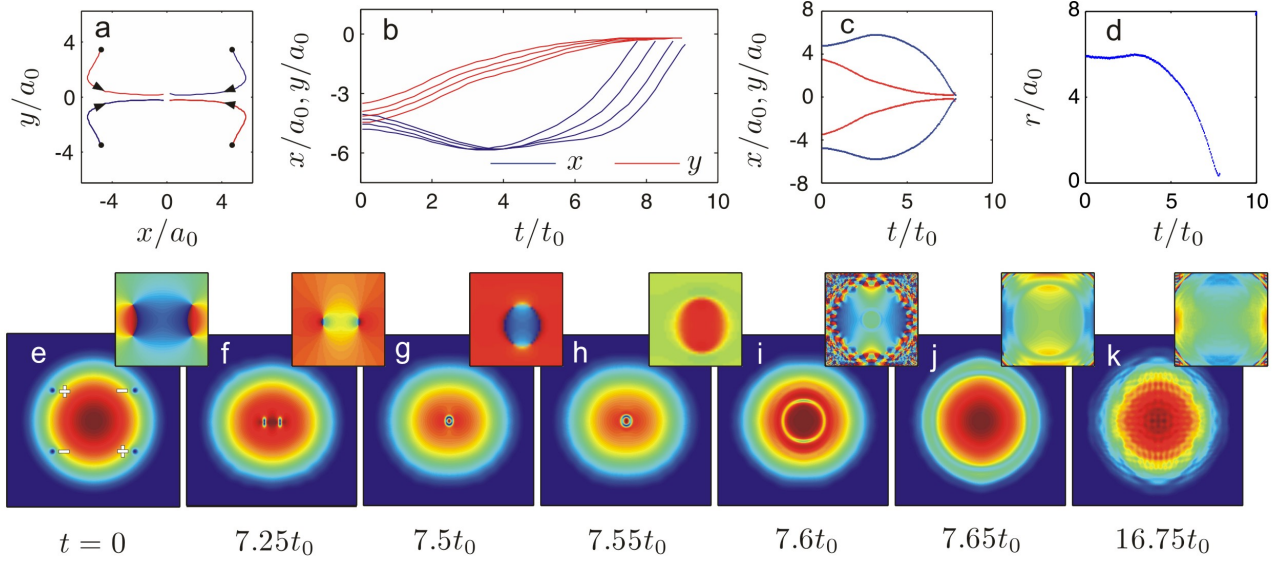 a
4
0
-4
y/a₀
-4
0
4
x/a₀
b
0
-3
-6
x/a₀, y/a₀
x
y
0
2
4
6
8
10
t/t₀
c
8
4
0
-4
-8
x/a₀, y/a₀
0
5
10
t/t₀
d
8
4
0
r/a₀
0
5
10
t/t₀
e
+
−
−
+
f
g
h
i
j
k
t = 0
7.25t₀
7.5t₀
7.55t₀
7.6t₀
7.65t₀
16.75t₀